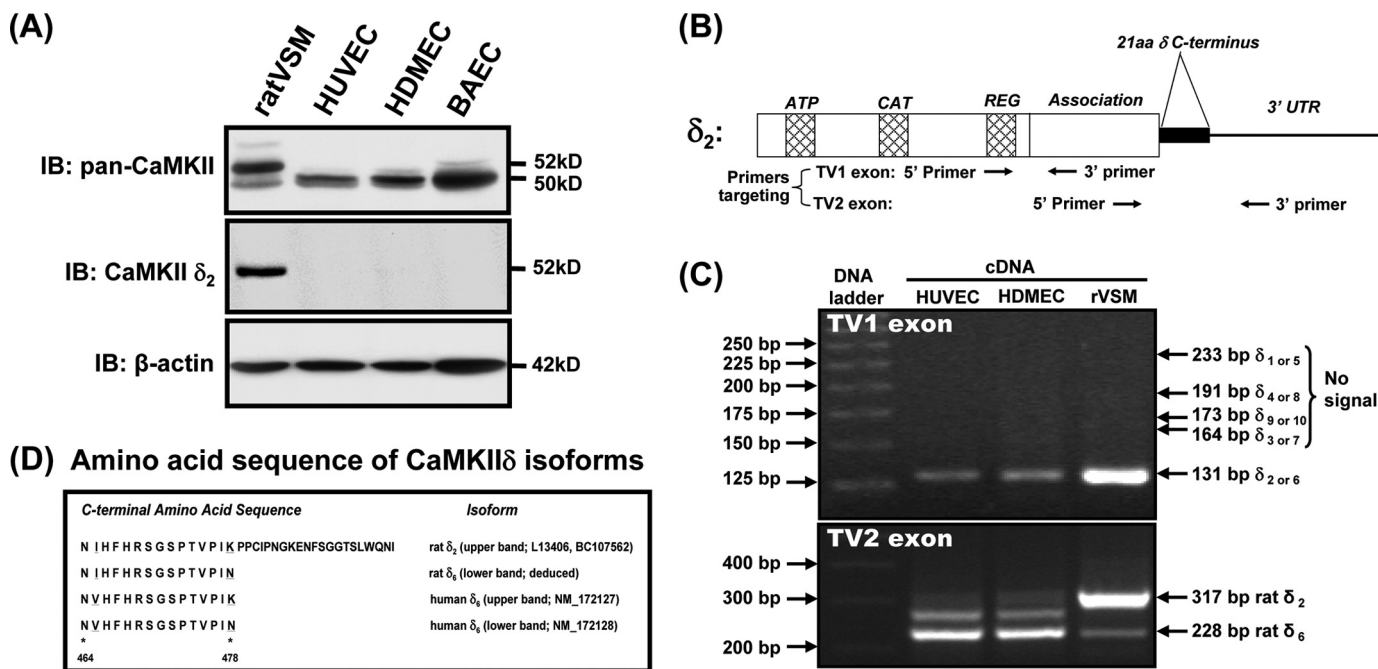 (A)
ratVSM
HUVEC
HDMEC
BAEC
IB: pan-CaMKII
52kD
50kD
IB: CaMKII δ2
52kD
IB: β-actin
42kD
(B)
21aa δ C-terminus
ATP
CAT
REG
Association
3' UTR
δ2:
Primers targeting
TV1 exon: 5' Primer
3' primer
TV2 exon:
5' Primer
3' primer
(C)
DNA ladder
cDNA
HUVEC
HDMEC
rVSM
TV1 exon
250 bp
225 bp
200 bp
175 bp
150 bp
125 bp
233 bp δ1 or 5
191 bp δ4 or 8
173 bp δ9 or 10
164 bp δ3 or 7
No signal
131 bp δ2 or 6
TV2 exon
400 bp
300 bp
200 bp
317 bp rat δ2
228 bp rat δ6
(D) Amino acid sequence of CaMKIIδ isoforms
C-terminal Amino Acid Sequence Isoform
N I H F H R S G S P T V P I K PPCIPNGKENFSGGTSLWQNI rat δ2 (upper band; L13406, BC107562)
N I H F H R S G S P T V P I N rat δ6 (lower band; deduced)
N V H F H R S G S P T V P I K human δ6 (upper band; NM_172127)
N V H F H R S G S P T V P I N human δ6 (lower band; NM_172128)
* *
464 478